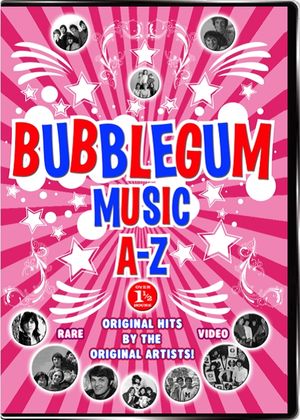 BUBBLEGUM
MUSIC
A-Z
OVER
1½
HOURS
ORIGINAL HITS
RARE BY THE VIDEO
ORIGINAL ARTISTS!